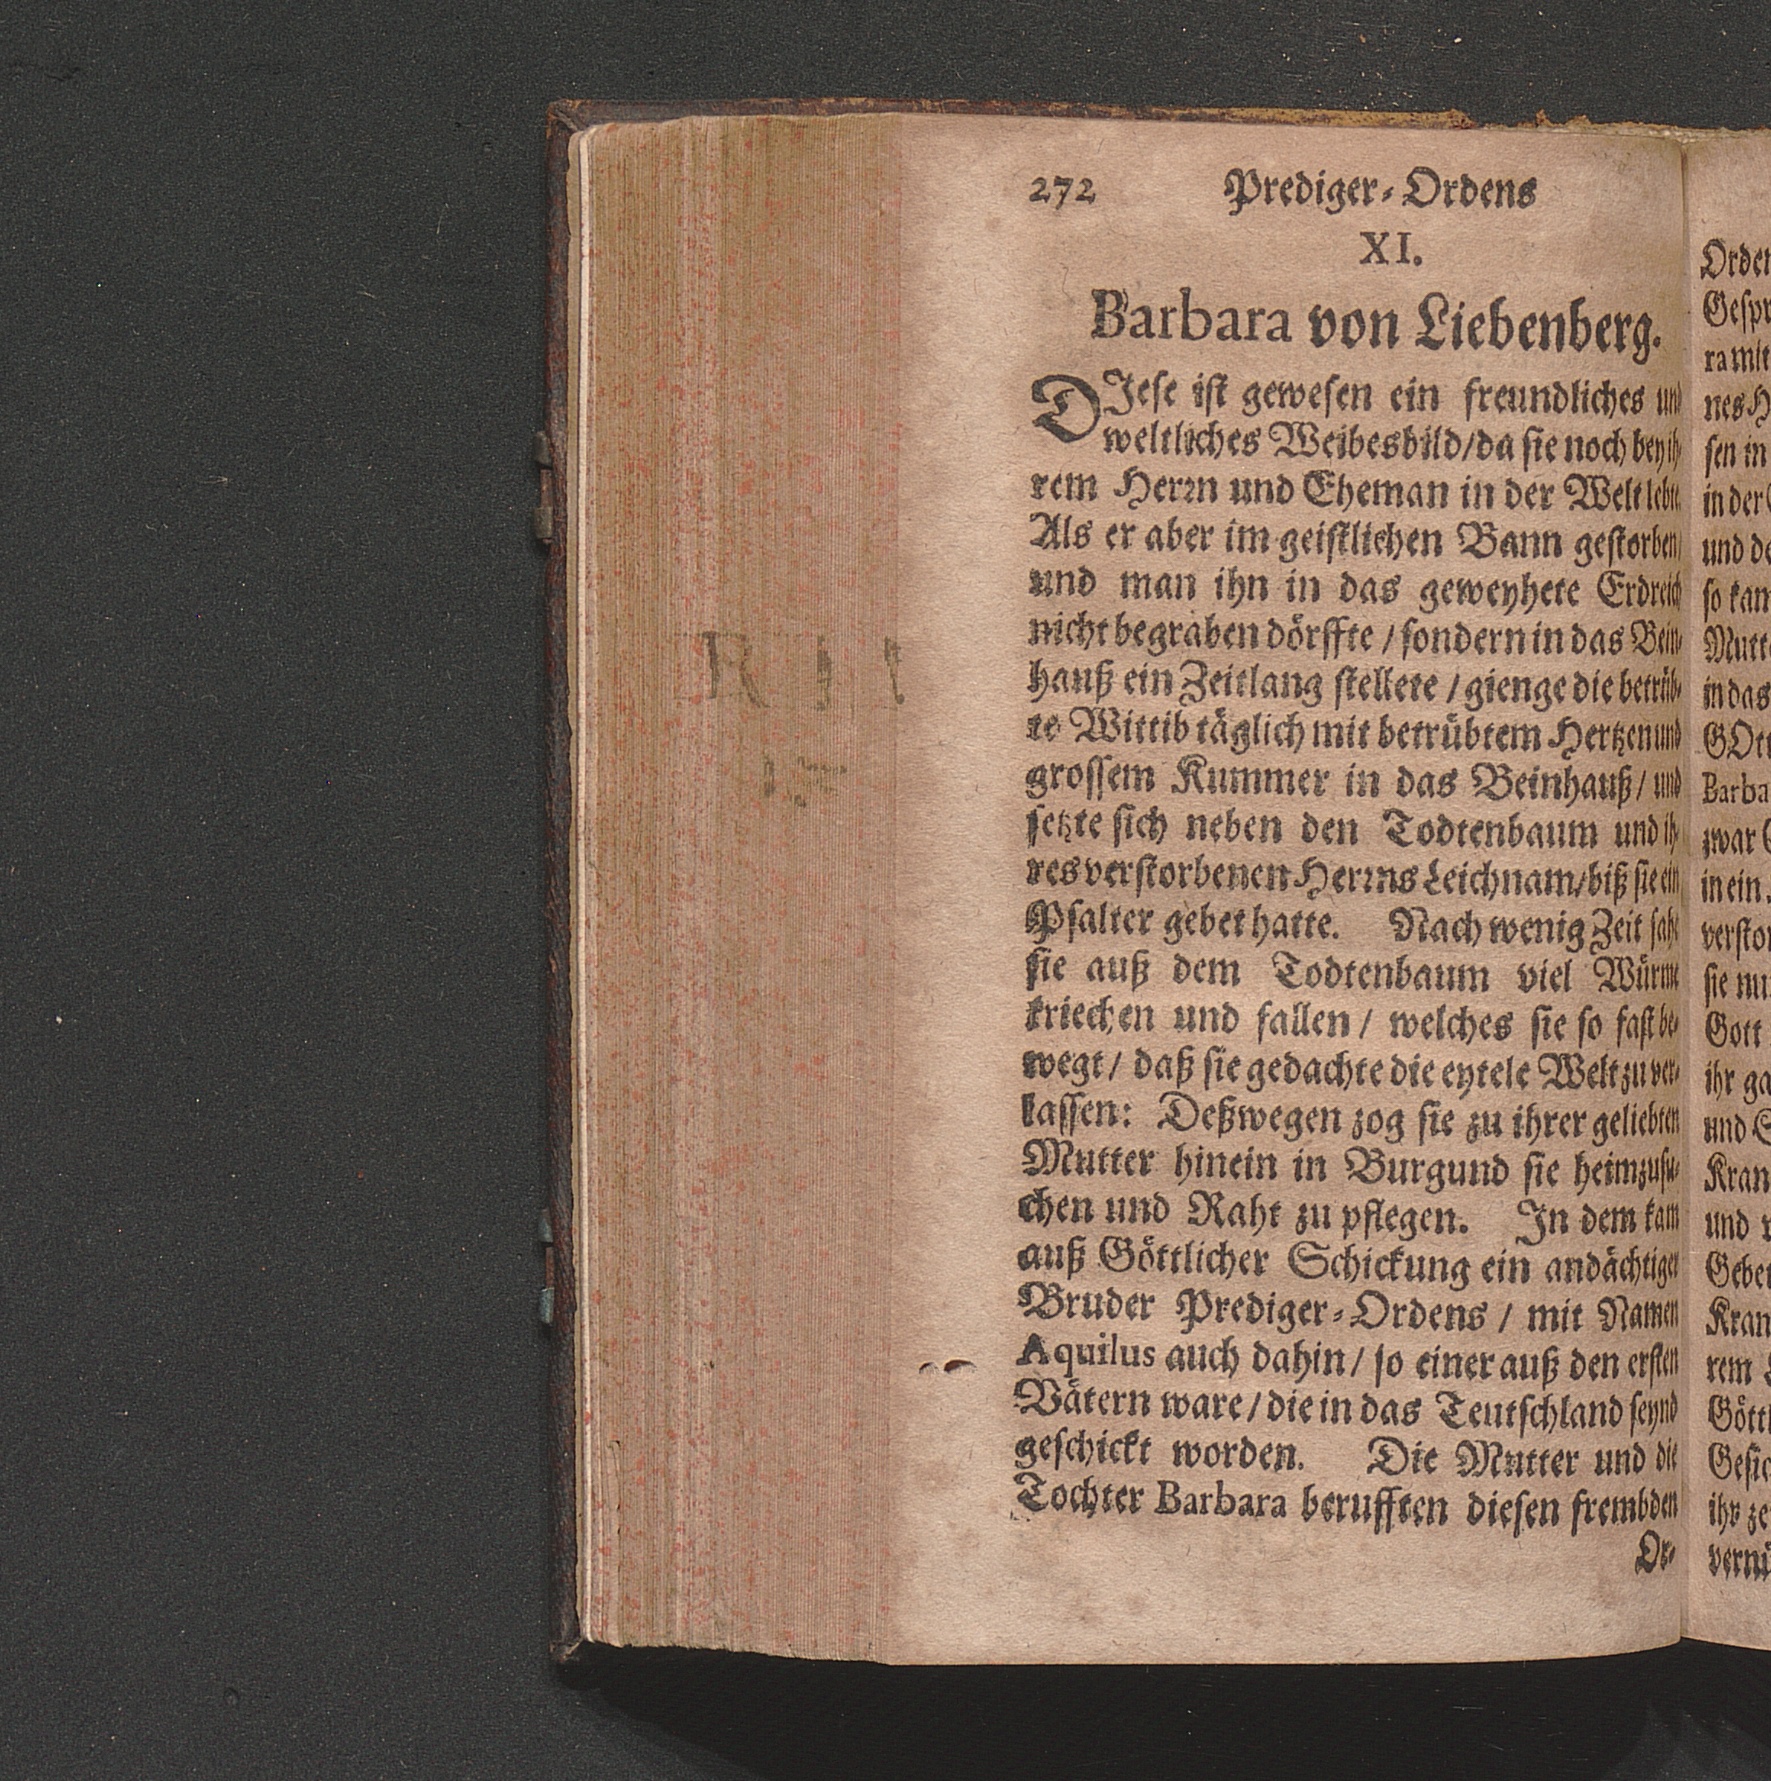 272 Prediger-Ordens
XI.
Barbara von Liebenberg.
DJese ist gewesen ein freundliches und
weltliches Weibesbild/da sie noch bey ih-
rem Herrn und Eheman in der Welt lebte.
Als er aber im geistlichen Bann gestorben/
und man ihn in das geweyhete Erdreich
nicht begraben dörffte / sondern in das Bein-
hauß ein Zeitlang stellete / gienge die betrüb-
te Wittib täglich mit betrübtem Hertzen und
grossem Kummer in das Beinhauß/ und
setzte sich neben den Todtenbaum und ih-
res verstorbenen Herrns Leichnam/biß sie ein
Psalter gebet hatte. Nach wenig Zeit sahe
sie auß dem Todtenbaum viel Würme
kriechen und fallen / welches sie so fast be-
wegt / daß sie gedachte die eytele Welt zu ver-
lassen: Deßwegen zog sie zu ihrer geliebten
Mutter hinein in Burgund sie heimzusu-
chen und Raht zu pflegen. In dem kam
auß Göttlicher Schickung ein andächtiger
Bruder Prediger-Ordens / mit Namen
Aquilus auch dahin / so einer auß den ersten
Vätern ware / die in das Teutschland seynd
geschickt worden. Die Mutter und die
Tochter Barbara berufften diesen frembden
Or-